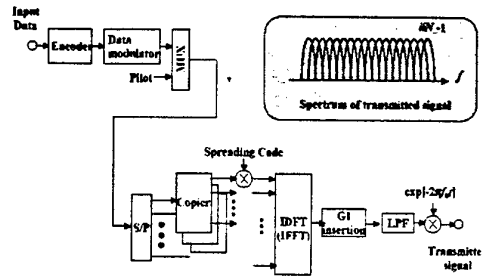 Input
Data
Encoder
Data
modulator
MUX
Pilot
f
Spectrum of transmitted signal
Spreading Code
S/P
Copier
IDFT
(IFFT)
GI
insertion
LPF
Transmitte
signal